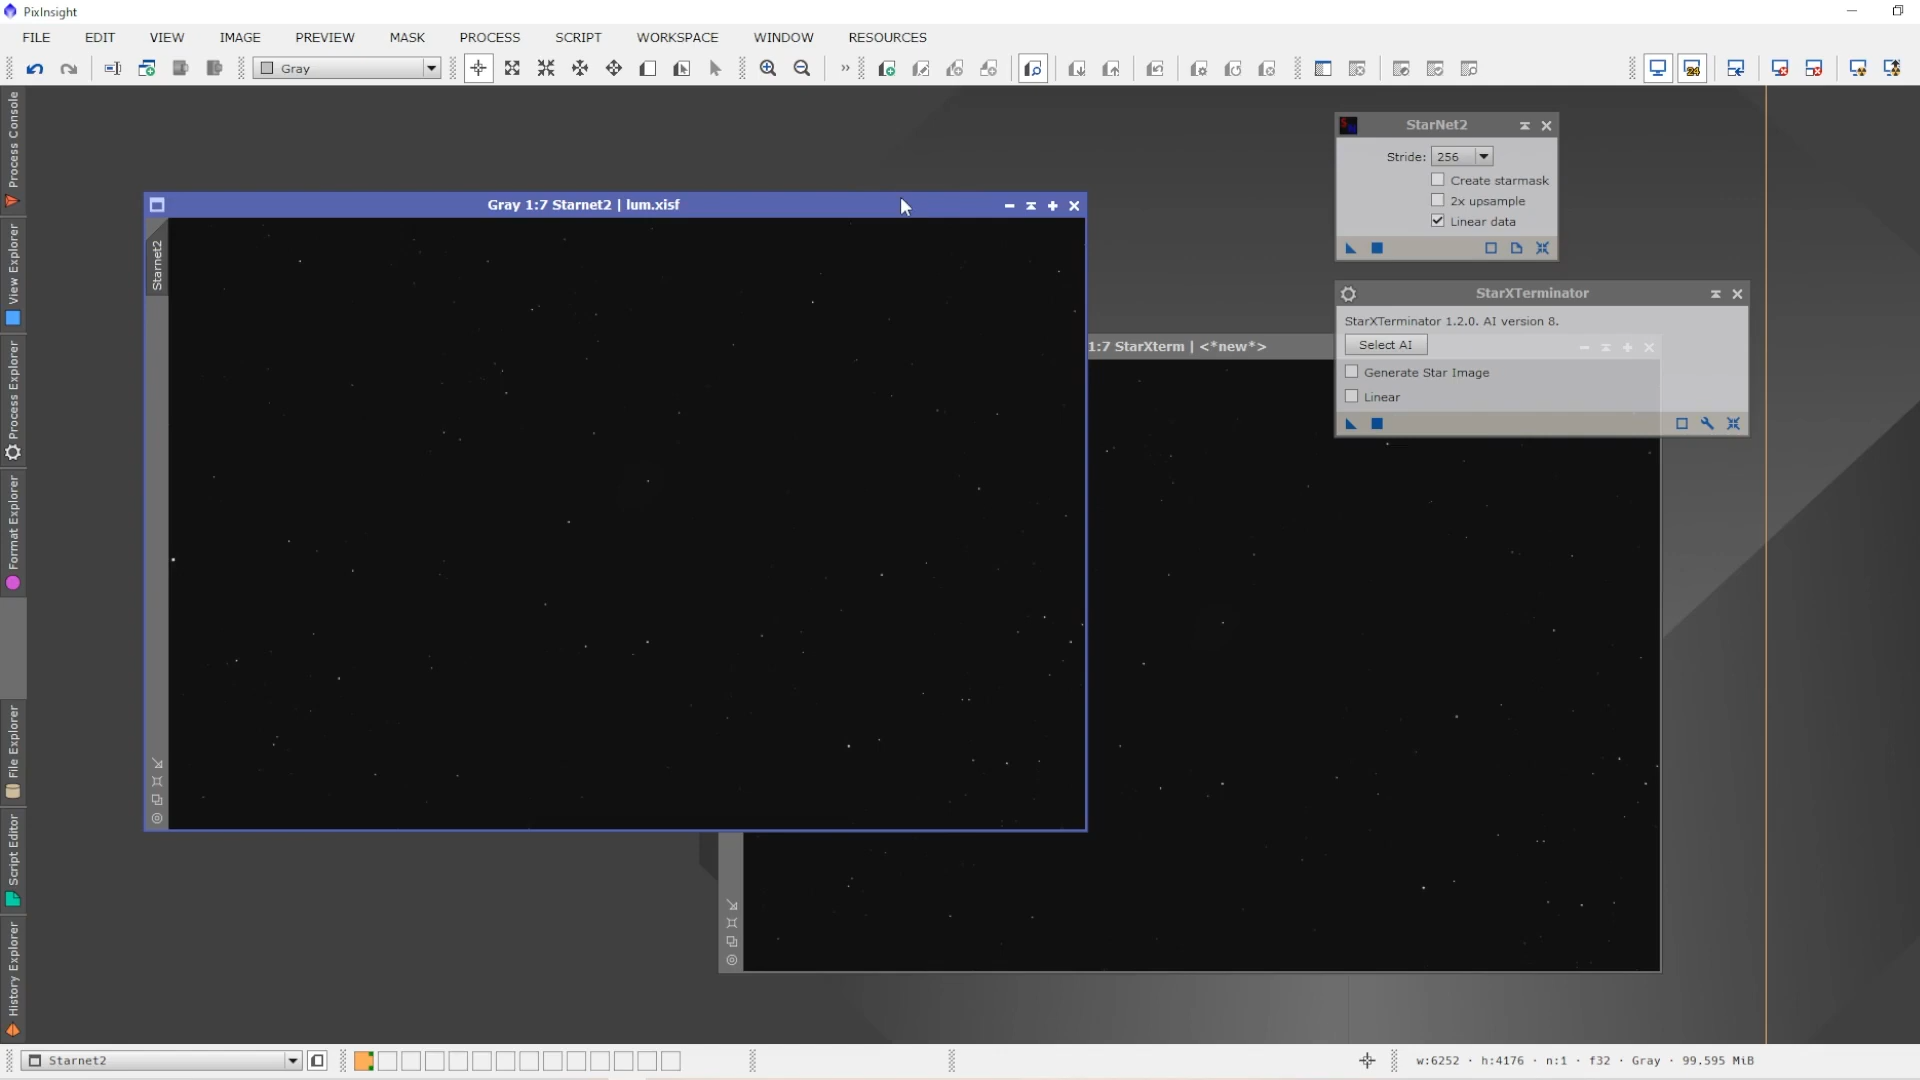 PixInsight
FILE EDIT VIEW IMAGE PREVIEW MASK PROCESS SCRIPT WORKSPACE WINDOW RESOURCES
Gray
24
Process Console
View Explorer
Process Explorer
Format Explorer
File Explorer
Script Editor
History Explorer
Gray 1:7 Starnet2 | lum.xisf
Starnet2
1:7 StarXterm | <*new*>
StarNet2
Stride: 256
Create starmask
2x upsample
Linear data
StarXTerminator
StarXTerminator 1.2.0. AI version 8.
Select AI
Generate Star Image
Linear
Starnet2
w:6252 · h:4176 · n:1 · f32 · Gray · 99.595 MiB